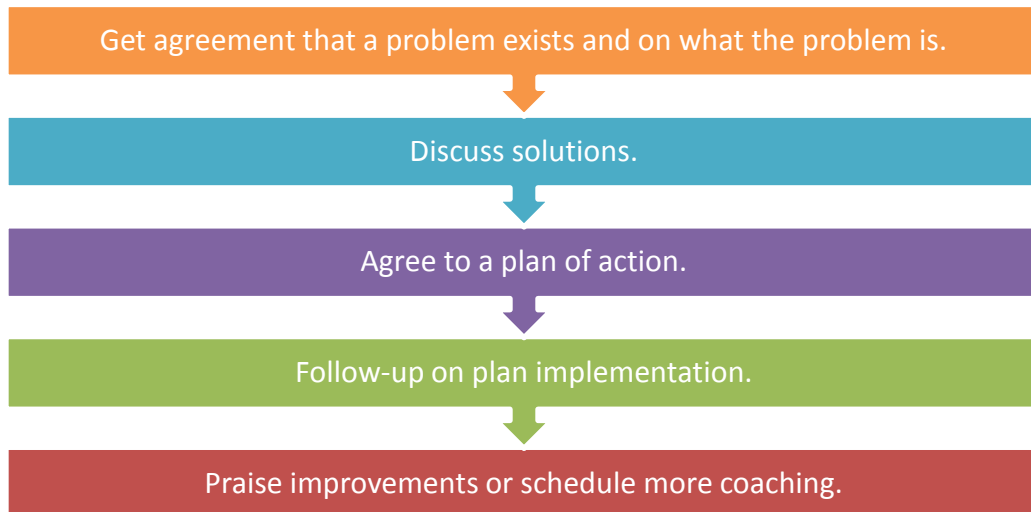 Get agreement that a problem exists and on what the problem is.
Discuss solutions.
Agree to a plan of action.
Follow-up on plan implementation.
Praise improvements or schedule more coaching.